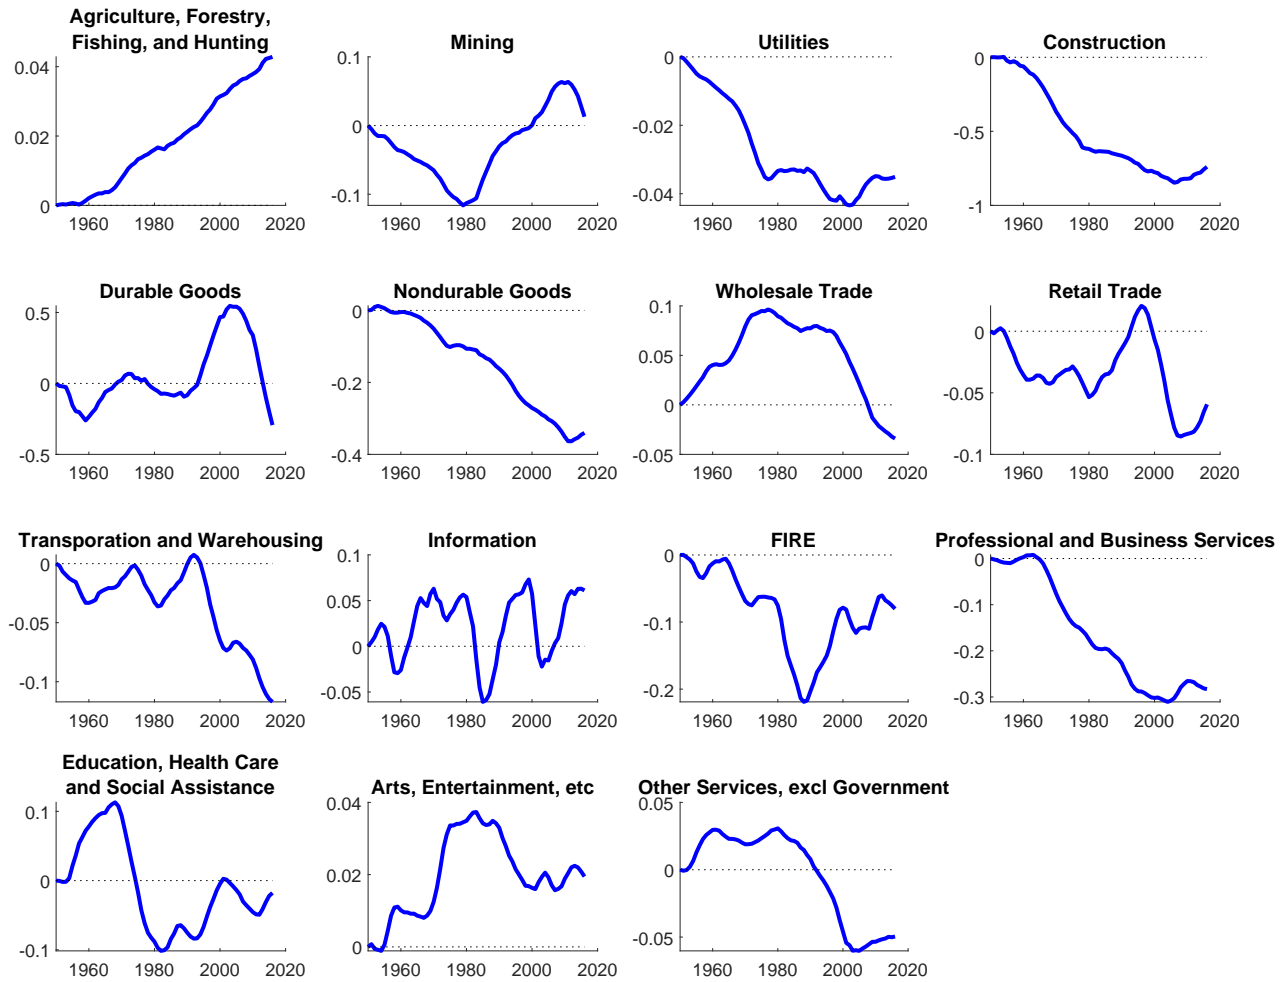 Agriculture, Forestry,
Fishing, and Hunting
0.04
0.02
0
1960 1980 2000 2020
Mining
0.1
0
-0.1
1960 1980 2000 2020
Utilities
0
-0.02
-0.04
1960 1980 2000 2020
Construction
0
-0.5
-1
1960 1980 2000 2020
Durable Goods
0.5
0
-0.5
1960 1980 2000 2020
Nondurable Goods
0
-0.2
-0.4
1960 1980 2000 2020
Wholesale Trade
0.1
0.05
0
-0.05
1960 1980 2000 2020
Retail Trade
0
-0.05
-0.1
1960 1980 2000 2020
Transporation and Warehousing
0
-0.05
-0.1
1960 1980 2000 2020
Information
0.1
0.05
0
-0.05
1960 1980 2000 2020
FIRE
0
-0.1
-0.2
1960 1980 2000 2020
Professional and Business Services
0
-0.1
-0.2
-0.3
1960 1980 2000 2020
Education, Health Care
and Social Assistance
0.1
0
-0.1
1960 1980 2000 2020
Arts, Entertainment, etc
0.04
0.02
0
1960 1980 2000 2020
Other Services, excl Government
0.05
0
-0.05
1960 1980 2000 2020